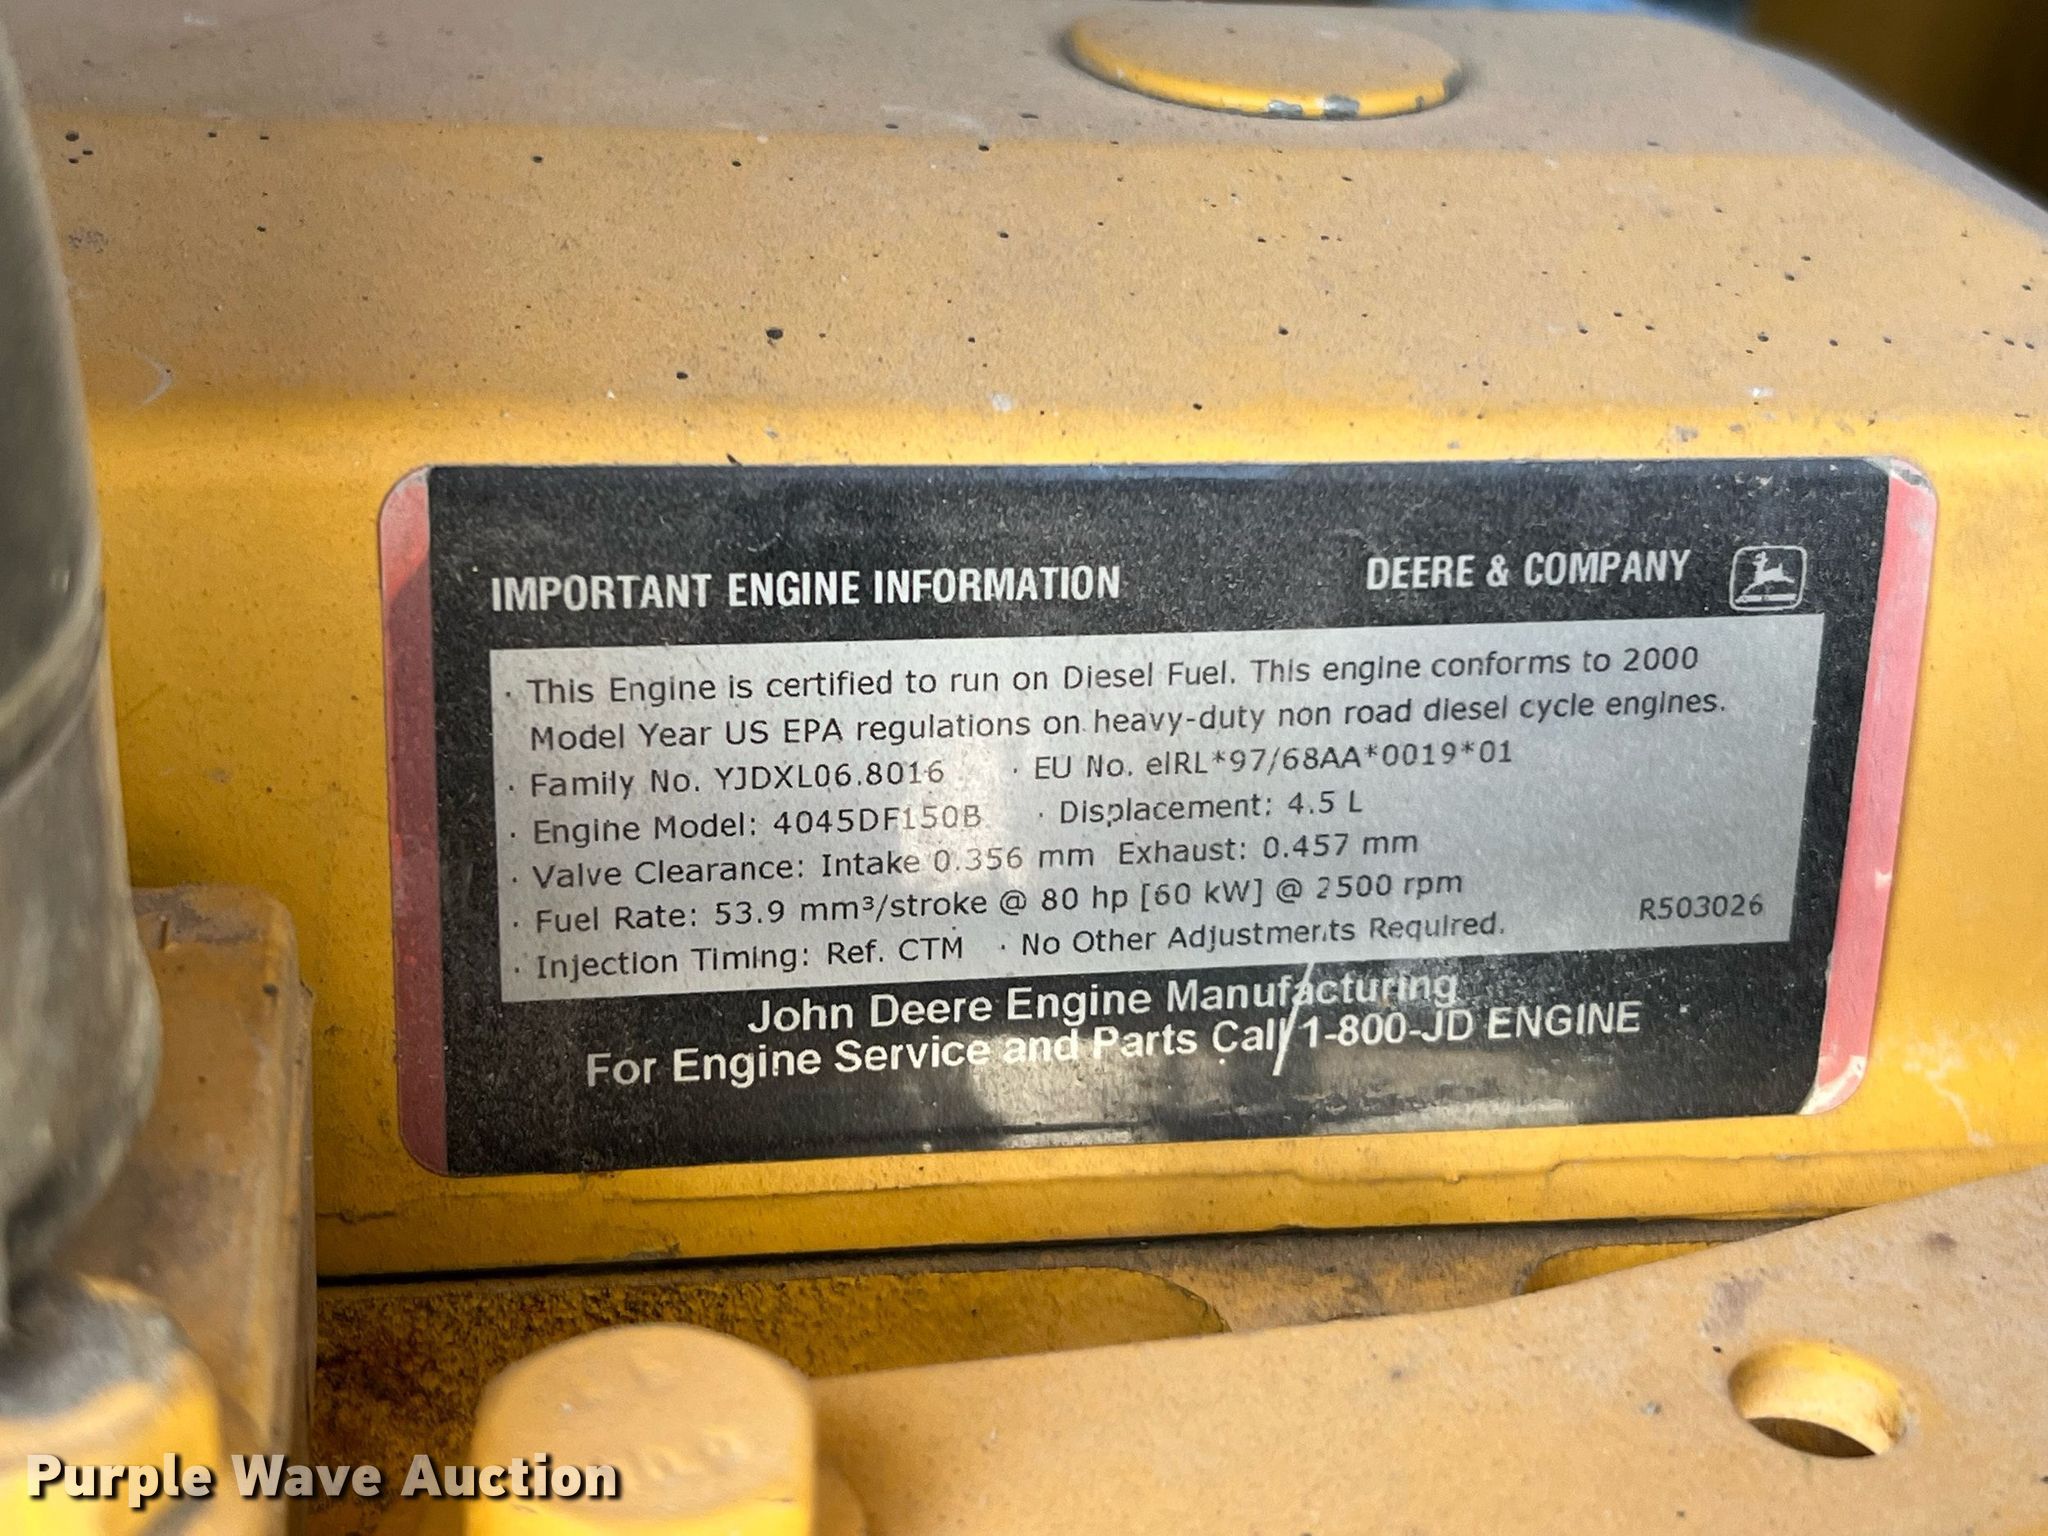 IMPORTANT ENGINE INFORMATION DEERE & COMPANY
· This Engine is certified to run on Diesel Fuel. This engine conforms to 2000
Model Year US EPA regulations on heavy-duty non road diesel cycle engines.
· Family No. YJDXL06.8016 · EU No. eIRL*97/68AA*0019*01
· Engine Model: 4045DF150B · Displacement: 4.5 L
· Valve Clearance: Intake 0.356 mm Exhaust: 0.457 mm
· Fuel Rate: 53.9 mm³/stroke @ 80 hp [60 kW] @ 2500 rpm
· Injection Timing: Ref. CTM · No Other Adjustments Required.
R503026
John Deere Engine Manufacturing
For Engine Service and Parts Call 1-800-JD ENGINE
Purple Wave Auction